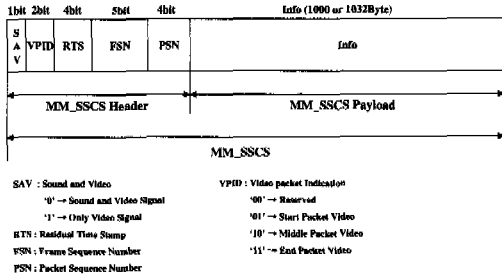 1bit 2bit 4bit 5bit 4bit Info (1000 or 1032Byte)
S A V VPID RTS FSN PSN Info
MM_SSCS Header MM_SSCS Payload
MM_SSCS
SAV : Sound and Video
'0' → Sound and Video Signal
'1' → Only Video Signal
RTS : Residual Time Stamp
FSN : Frame Sequence Number
PSN : Packet Sequence Number
VPID : Video packet Indication
'00' → Reserved
'01' → Start Packet Video
'10' → Middle Packet Video
'11' → End Packet Video